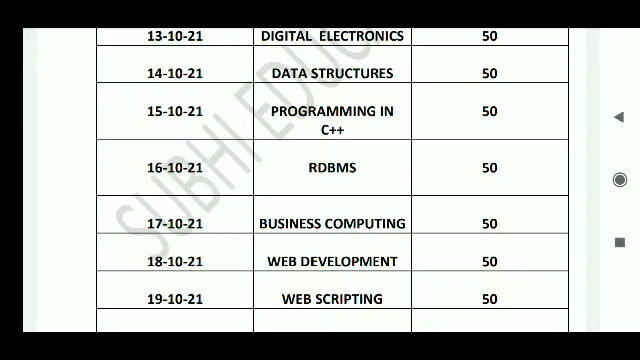 13-10-21 DIGITAL ELECTRONICS 50
14-10-21 DATA STRUCTURES 50
15-10-21 PROGRAMMING IN 50
C++
16-10-21 RDBMS 50
17-10-21 BUSINESS COMPUTING 50
18-10-21 WEB DEVELOPMENT 50
19-10-21 WEB SCRIPTING 50
SUBHI EDUC